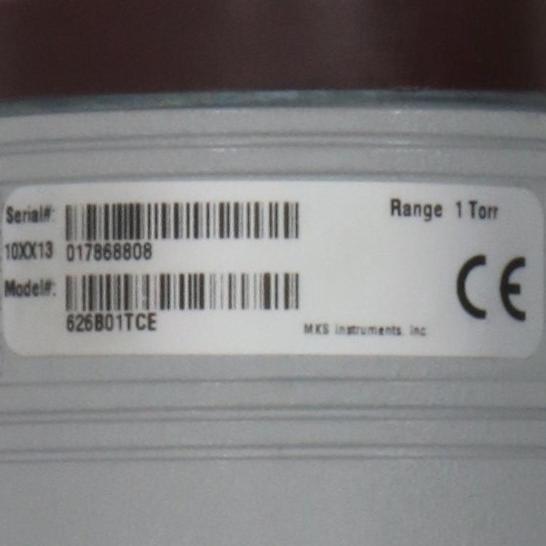 Serial#:
Range 1 Torr
10XX13 017868808
Model#:
626B01TCE
CE
MKS Instruments, Inc